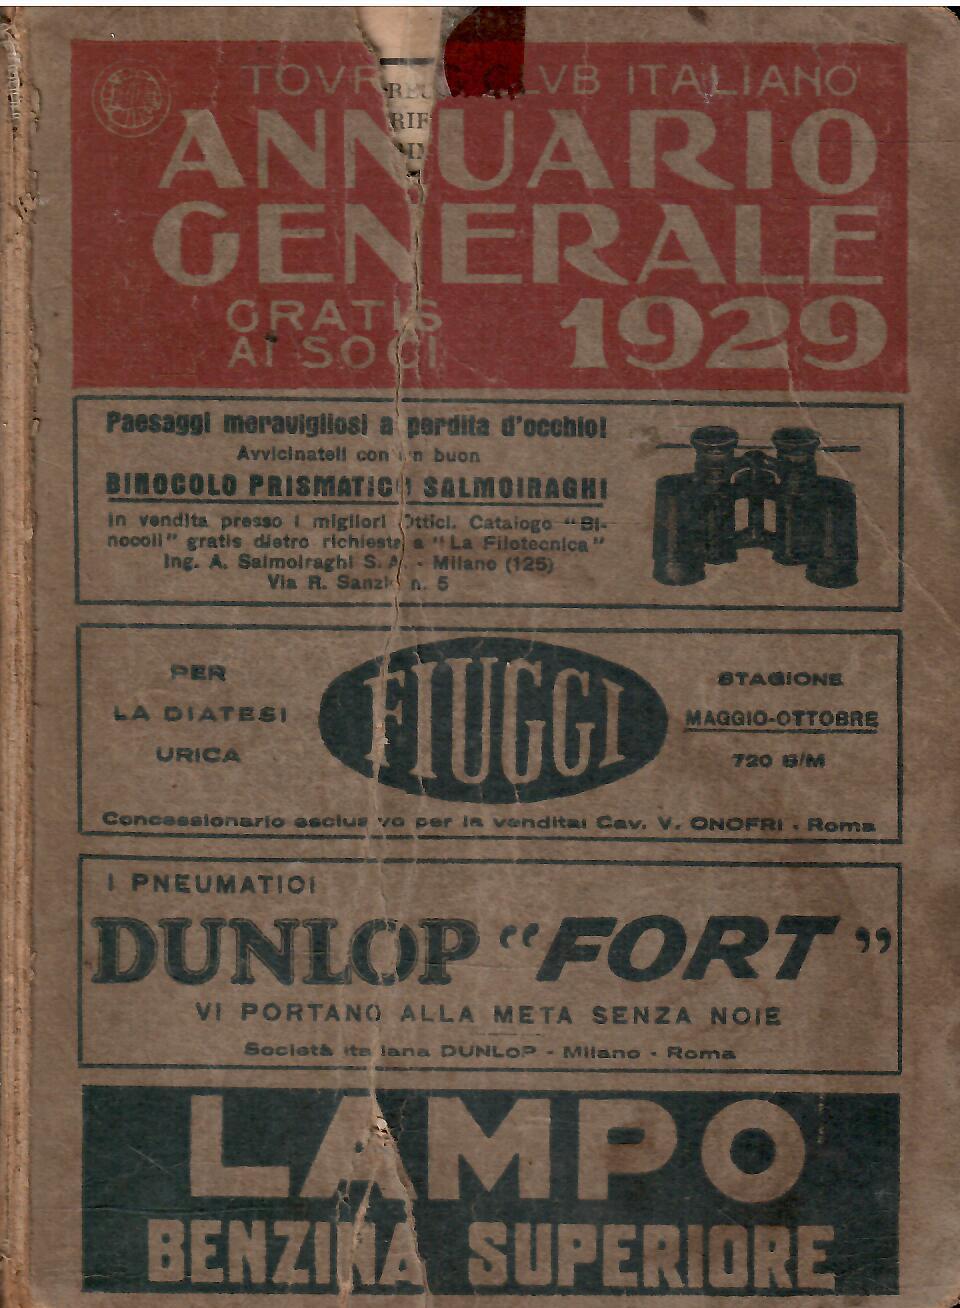 TOVR CLVB ITALIANO
ANNUARIO
GENERALE
GRATIS
AI SOCI
1929
Paesaggi meravigliosi a perdita d'occhio!
Avvicinateli con un buon
BINOCOLO PRISMATICO SALMOIRAGHI
In vendita presso i migliori Ottici. Catalogo "Bi-
nocoli" gratis dietro richiesta a "La Filotecnica"
Ing. A. Salmoiraghi S. A. - Milano (125)
Via R. Sanzio n. 5
PER
LA DIATESI
URICA
FIUGGI
STAGIONE
MAGGIO-OTTOBRE
720 S/M
Concessionario esclusivo per la vendita: Cav. V. ONOFRI - Roma
I PNEUMATICI
DUNLOP "FORT"
VI PORTANO ALLA META SENZA NOIE
Società Italiana DUNLOP - Milano - Roma
LAMPO
BENZINA SUPERIORE